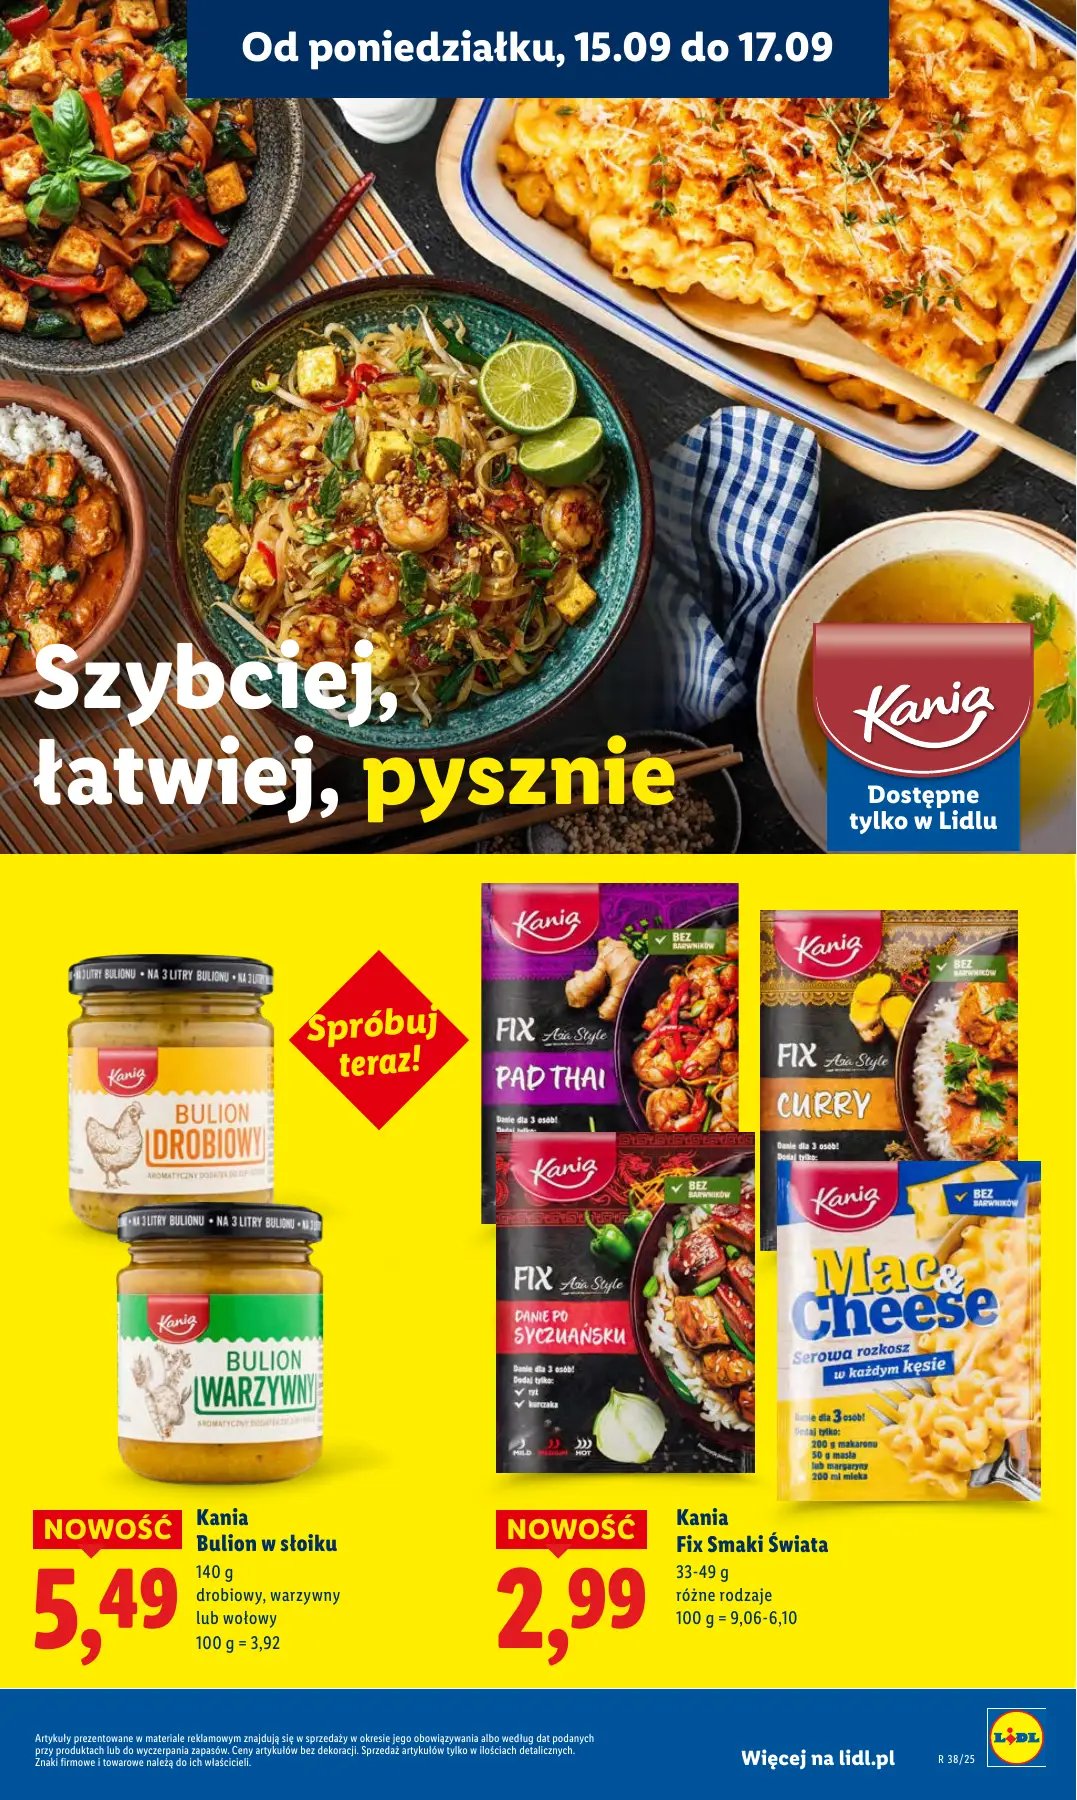 Od poniedziałku, 15.09 do 17.09
Szybciej,
łatwiej, pysznie
Kania
Dostępne
tylko w Lidlu
Spróbuj
teraz!
NA 3 LITRY BULIONU • NA 3 LITRY BULIONU • NA 3
Kania
BULION
DROBIOWY
NA 3 LITRY BULIONU • NA 3 LITRY BULIONU
Kania
BULION
WARZYWNY
Kania
BEZ
BARWNIKÓW
FIX Asia Style
PAD THAI
Danie dla 3 osób!
Dodaj tylko:
Kania
BEZ
BARWNIKÓW
FIX Asia Style
CURRY
Danie dla 3 osób!
Dodaj tylko:
Kania
BEZ
BARWNIKÓW
FIX Asia Style
DANIE PO
SYCZUAŃSKU
Danie dla 3 osób!
Dodaj tylko:
ryż
kurczaka
MILD MEDIUM HOT
Kania
BEZ
BARWNIKÓW
Mac &
Cheese
Serowa rozkosz
w każdym kęsie
Danie dla 3 osób!
Dodaj tylko:
200 g makaronu
50 g masła
lub margaryny
200 ml mleka
NOWOŚĆ
5,49
Kania
Bulion w słoiku
140 g
drobiowy, warzywny
lub wołowy
100 g = 3,92
NOWOŚĆ
2,99
Kania
Fix Smaki Świata
33-49 g
różne rodzaje
100 g = 9,06-6,10
Artykuły prezentowane w materiale reklamowym znajdują się w sprzedaży w okresie jego obowiązywania albo według dat podanych
przy produktach lub do wyczerpania zapasów. Ceny artykułów bez dekoracji. Sprzedaż artykułów tylko w ilościach detalicznych.
Znaki firmowe i towarowe należą do ich właścicieli.
Więcej na lidl.pl
R 38/25
LIDL